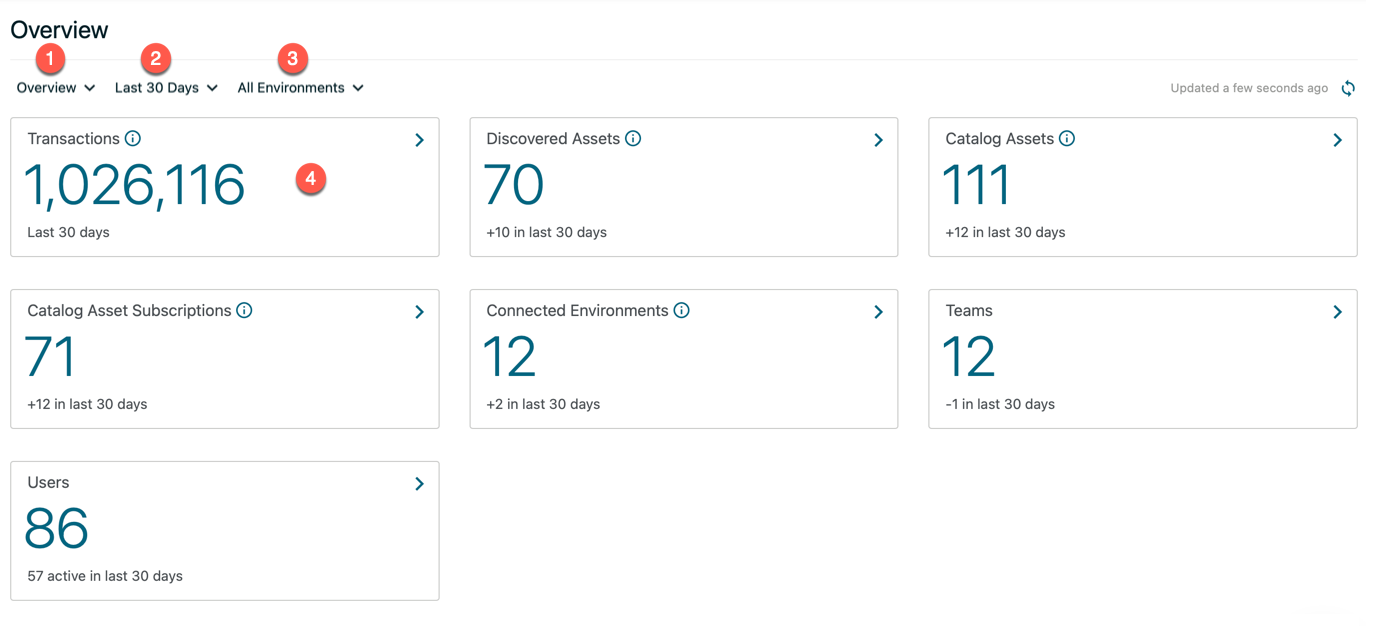 Overview
1 2 3
Overview Last 30 Days All Environments Updated a few seconds ago
Transactions
1,026,116 4
Last 30 days
Discovered Assets
70
+10 in last 30 days
Catalog Assets
111
+12 in last 30 days
Catalog Asset Subscriptions
71
+12 in last 30 days
Connected Environments
12
+2 in last 30 days
Teams
12
-1 in last 30 days
Users
86
57 active in last 30 days